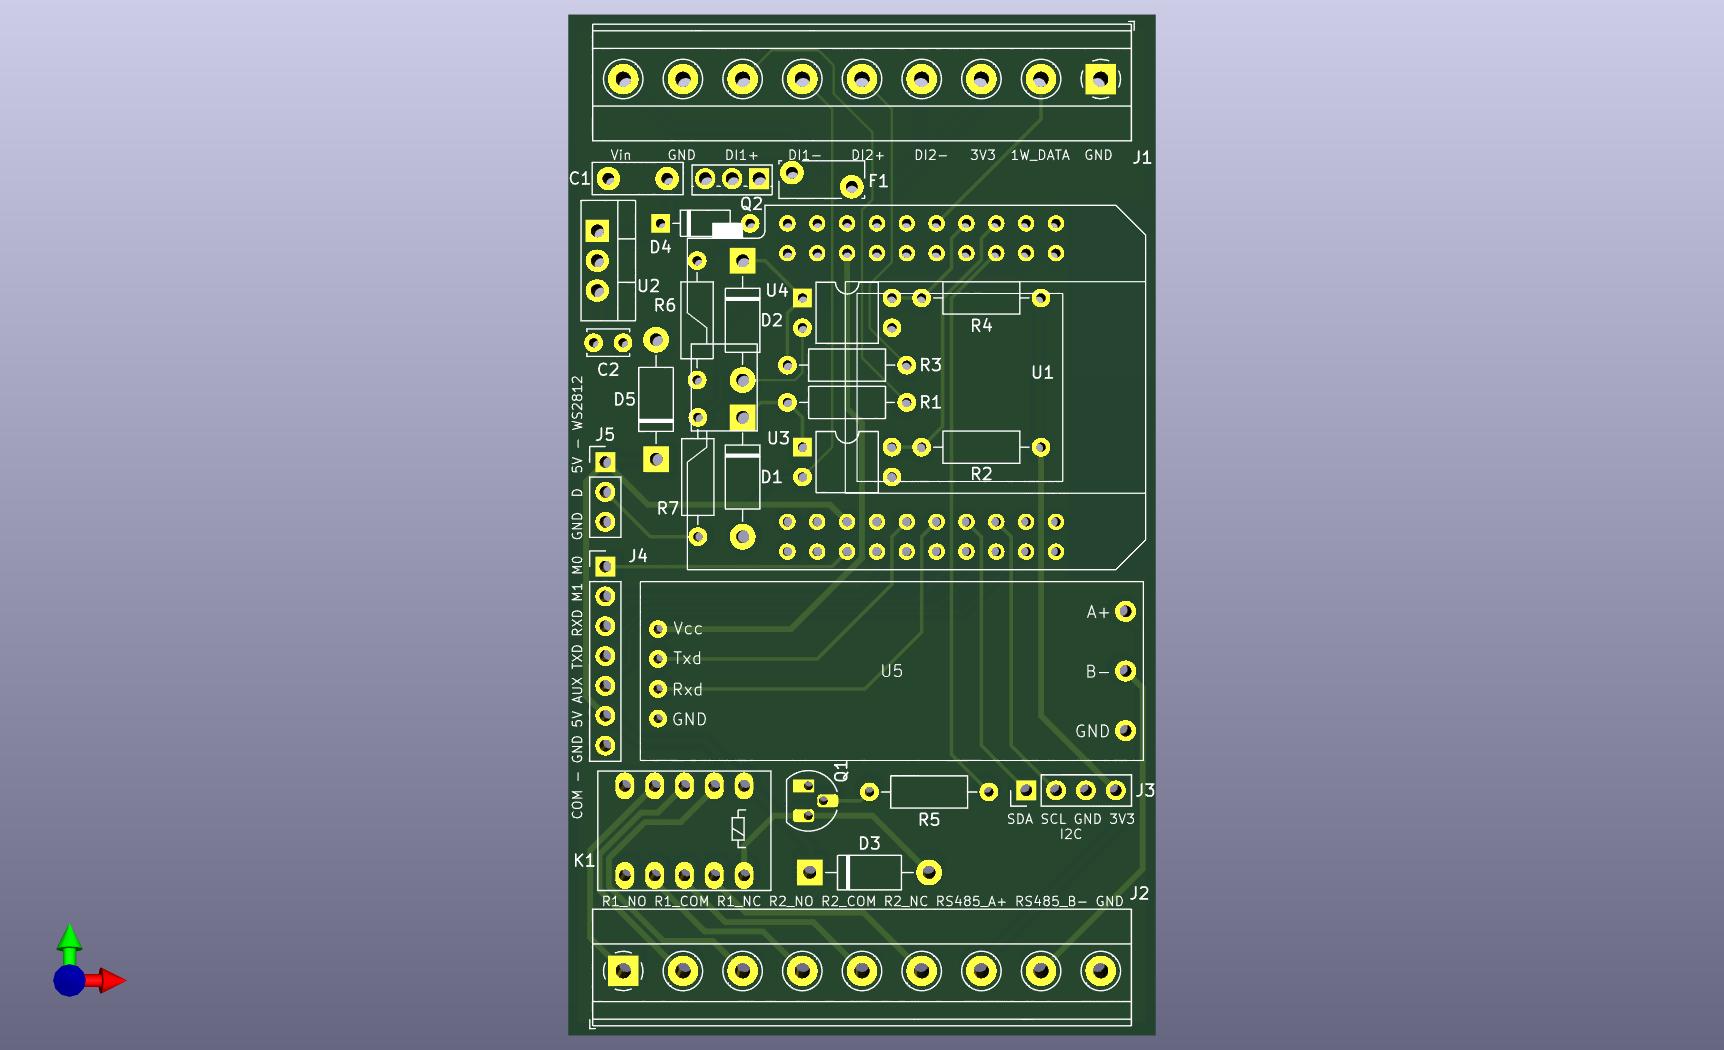 Vin GND DI1+ DI1- DI2+ DI2- 3V3 1W_DATA GND
J1
C1
F1
Q2
D4
U2
R6
U4
D2
R4
C2
R3
U1
D5
R1
5V - WS2812
J5
U3
D1
R2
D
R7
GND
J4
M0
M1
RXD
TXD
AUX
5V
COM - GND
Vcc
Txd
Rxd
GND
U5
A+
B-
GND
Q1
J3
R5
SDA SCL GND 3V3
I2C
D3
K1
J2
R1_NO R1_COM R1_NC R2_NO R2_COM R2_NC RS485_A+ RS485_B- GND